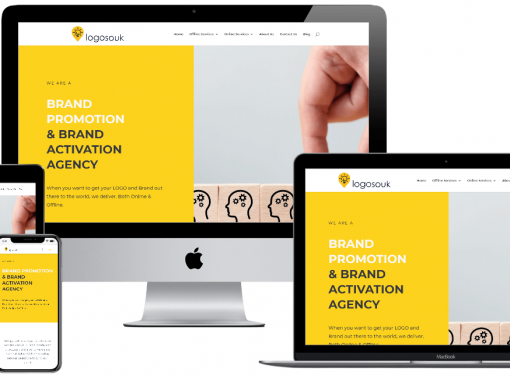 logosouk
Home Offline Services Online Services About Us Contact Us Blog
WE ARE A
BRAND
PROMOTION
& BRAND
ACTIVATION
AGENCY
When you want to get your LOGO and Brand out
there to the world, we deliver. Both Online &
Offline.
logosouk
Home Offline Services Online Services
WE ARE A
BRAND
PROMOTION
& BRAND
ACTIVATION
AGENCY
When you want to get your LOGO and
Brand out there to the world, we deliver.
Both Online & Offline.
MacBook
BRAND PROMOTION
& BRAND
ACTIVATION
AGENCY